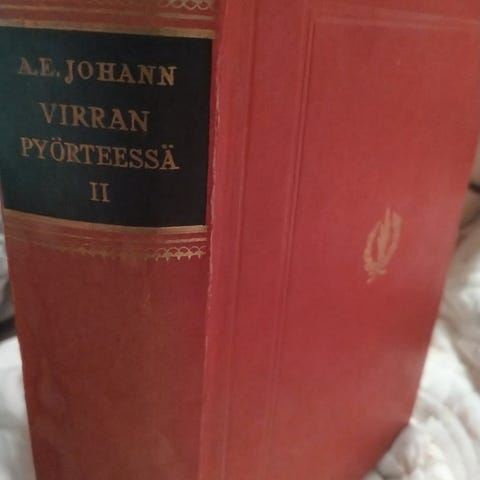 A.E. JOHANN
VIRRAN
PYÖRTEESSÄ
II